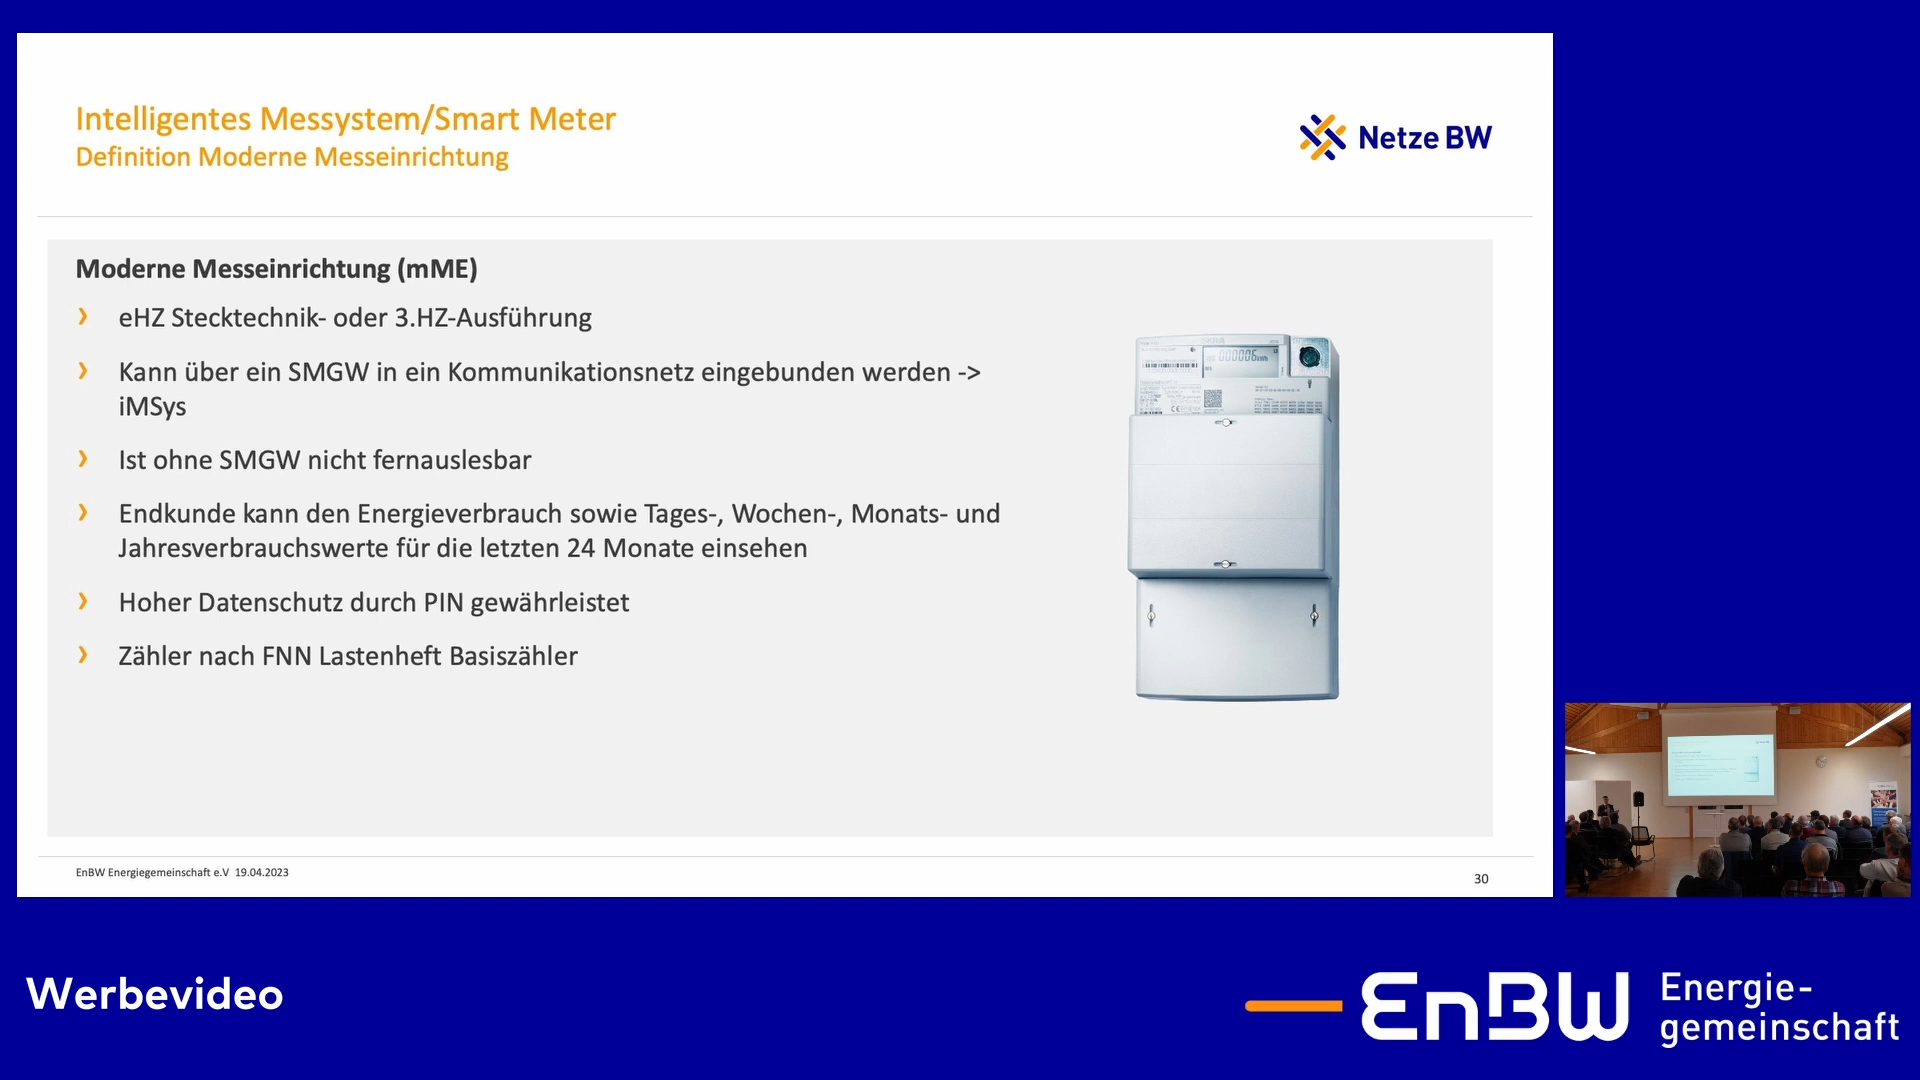 Intelligentes Messystem/Smart Meter
Definition Moderne Messeinrichtung
Netze BW
Moderne Messeinrichtung (mME)
› eHZ Stecktechnik- oder 3.HZ-Ausführung
› Kann über ein SMGW in ein Kommunikationsnetz eingebunden werden ->
iMSys
› Ist ohne SMGW nicht fernauslesbar
› Endkunde kann den Energieverbrauch sowie Tages-, Wochen-, Monats- und
Jahresverbrauchswerte für die letzten 24 Monate einsehen
› Hoher Datenschutz durch PIN gewährleistet
› Zähler nach FNN Lastenheft Basiszähler
EnBW Energiegemeinschaft e.V 19.04.2023
30
Werbevideo
EnBW
Energie-
gemeinschaft